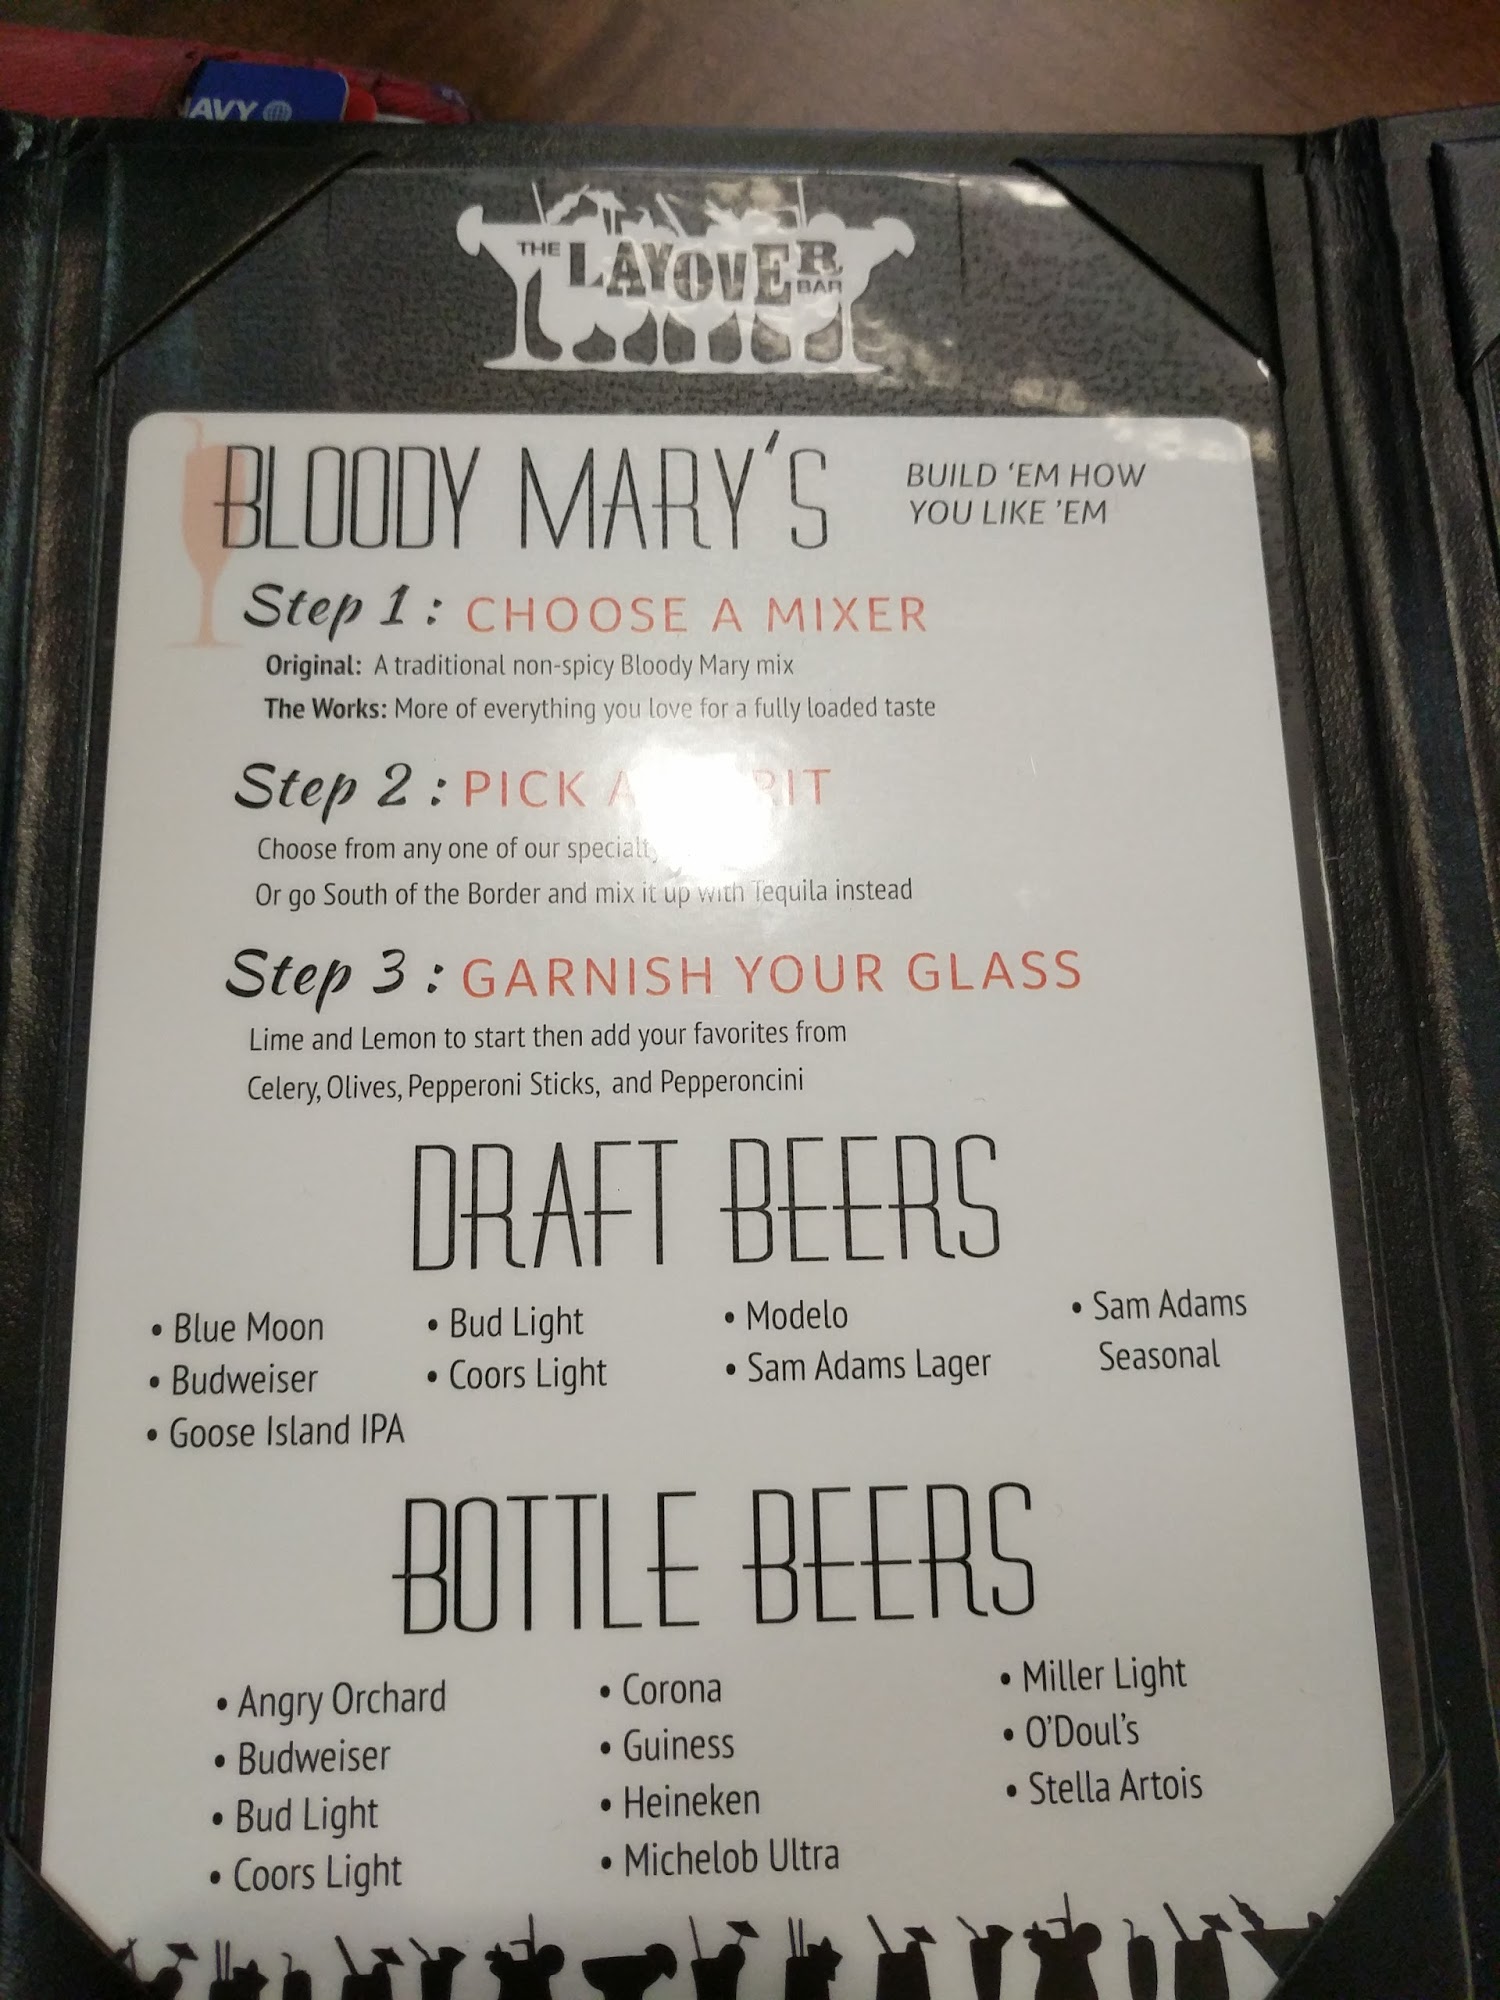 NAVY
THE LAYOVER BAR
BLOODY MARY'S
BUILD 'EM HOW
YOU LIKE 'EM
Step 1 : CHOOSE A MIXER
Original: A traditional non-spicy Bloody Mary mix
The Works: More of everything you love for a fully loaded taste
Step 2 : PICK A
Choose from any one of our specialty
Or go South of the Border and mix it up with Tequila instead
Step 3 : GARNISH YOUR GLASS
Lime and Lemon to start then add your favorites from
Celery, Olives, Pepperoni Sticks, and Pepperoncini
DRAFT BEERS
• Blue Moon
• Budweiser
• Goose Island IPA
• Bud Light
• Coors Light
• Modelo
• Sam Adams Lager
• Sam Adams
Seasonal
BOTTLE BEERS
• Angry Orchard
• Budweiser
• Bud Light
• Coors Light
• Corona
• Guiness
• Heineken
• Michelob Ultra
• Miller Light
• O'Doul's
• Stella Artois